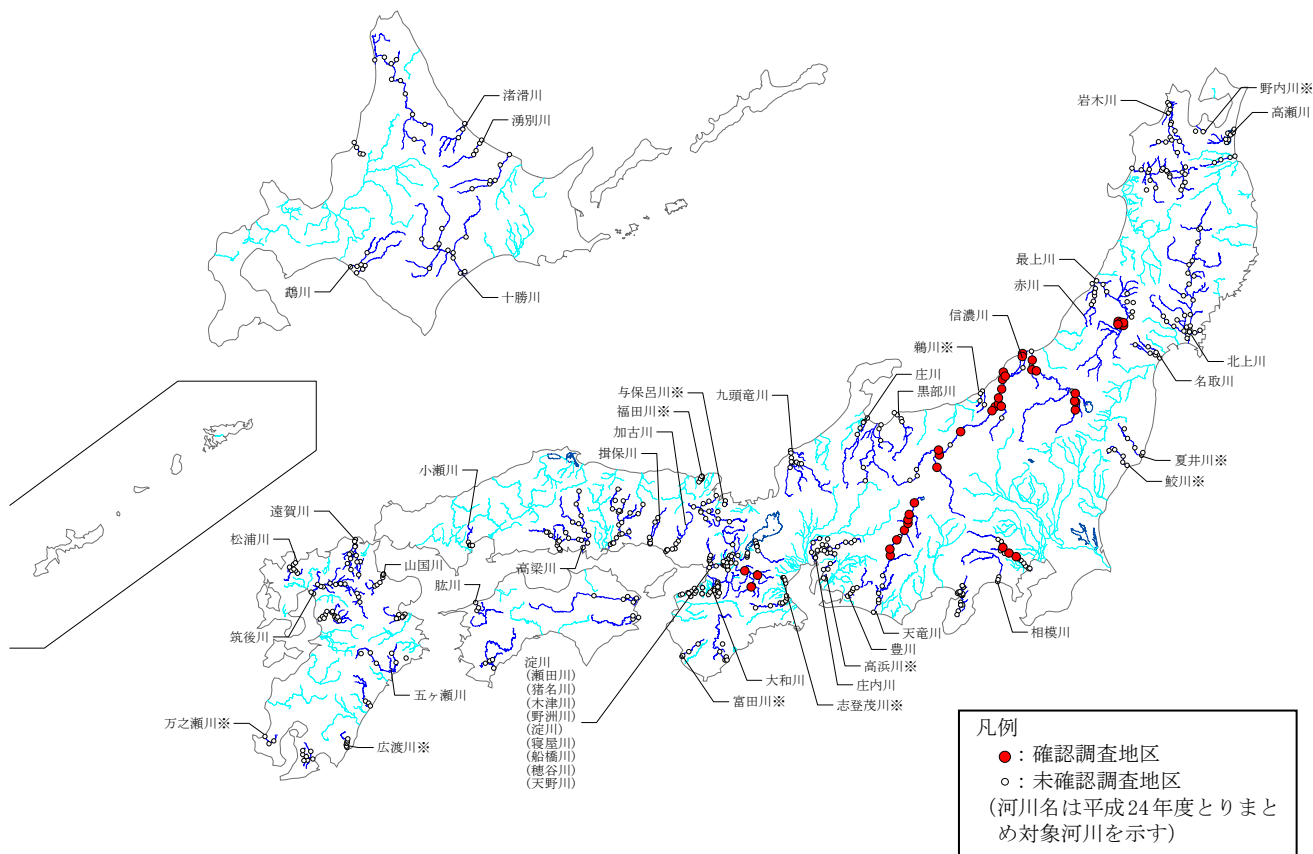 渚滑川
湧別川
鵡川
十勝川
岩木川
野内川※
高瀬川
最上川
赤川
信濃川
鵜川※
北上川
名取川
庄川
黒部川
九頭竜川
与保呂川※
福田川※
加古川
揖保川
小瀬川
夏井川※
鮫川※
遠賀川
松浦川
山国川
肱川
高梁川
筑後川
五ヶ瀬川
万之瀬川※
広渡川※
淀川
(瀬田川)
(猪名川)
(木津川)
(野洲川)
(淀川)
(寝屋川)
(船橋川)
(穂谷川)
(天野川)
大和川
富田川※
相模川
天竜川
豊川
高浜川※
庄内川
志登茂川※
凡例
●：確認調査地区
○：未確認調査地区
(河川名は平成24年度とりまと
め対象河川を示す)